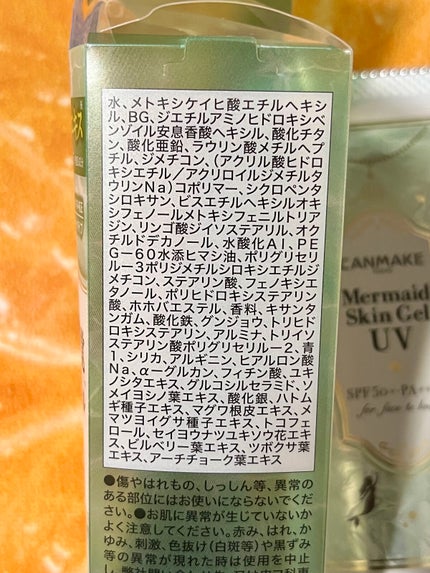 水、メトキシケイヒ酸エチルヘキシ
ル、BG、ジエチルアミノヒドロキシベ
ンゾイル安息香酸ヘキシル、酸化チタ
ン、酸化亜鉛、ラウリン酸メチルヘプ
チル、ジメチコン、(アクリル酸ヒドロ
キシエチル/アクリロイルジメチルタ
ウリンNa)コポリマー、シクロペンタ
シロキサン、ビスエチルヘキシルオキ
シフェノールメトキシフェニルトリア
ジン、リンゴ酸ジイソステアリル、オク
チルドデカノール、水酸化Al、PE
G-60水添ヒマシ油、ポリグリセリ
ル-3ポリジメチルシロキシエチルジ
メチコン、ステアリン酸、フェノキシエ
タノール、ポリヒドロキシステアリン
酸、ホホバエステル、香料、キサンタ
ンガム、酸化鉄、グンジョウ、トリヒド
ロキシステアリン、アルミナ、トリイソ
ステアリン酸ポリグリセリル-2、青
1、シリカ、アルギニン、ヒアルロン酸
Na、α-グルカン、フィチン酸、ユキ
ノシタエキス、グルコシルセラミド、ソ
メイヨシノ葉エキス、酸化銀、ハトム
ギ種子エキス、マグワ根皮エキス、メ
マツヨイグサ種子エキス、トコフェ
ロール、セイヨウナツユキソウ花エキ
ス、ビルベリー葉エキス、ツボクサ葉
エキス、アーチチョーク葉エキス
●傷やはれもの、しっしん等、異常の
ある部位にはお使いにならないでくだ
さい。●お肌に異常が生じていないか
よく注意してください。赤み、はれ、か
ゆみ、刺激、色抜け(白斑等)や黒ずみ
等の異常が現れた時は使用を中止
CANMAKE
Mermaid
Skin Gel
UV
SPF50+ PA++
for face & bo